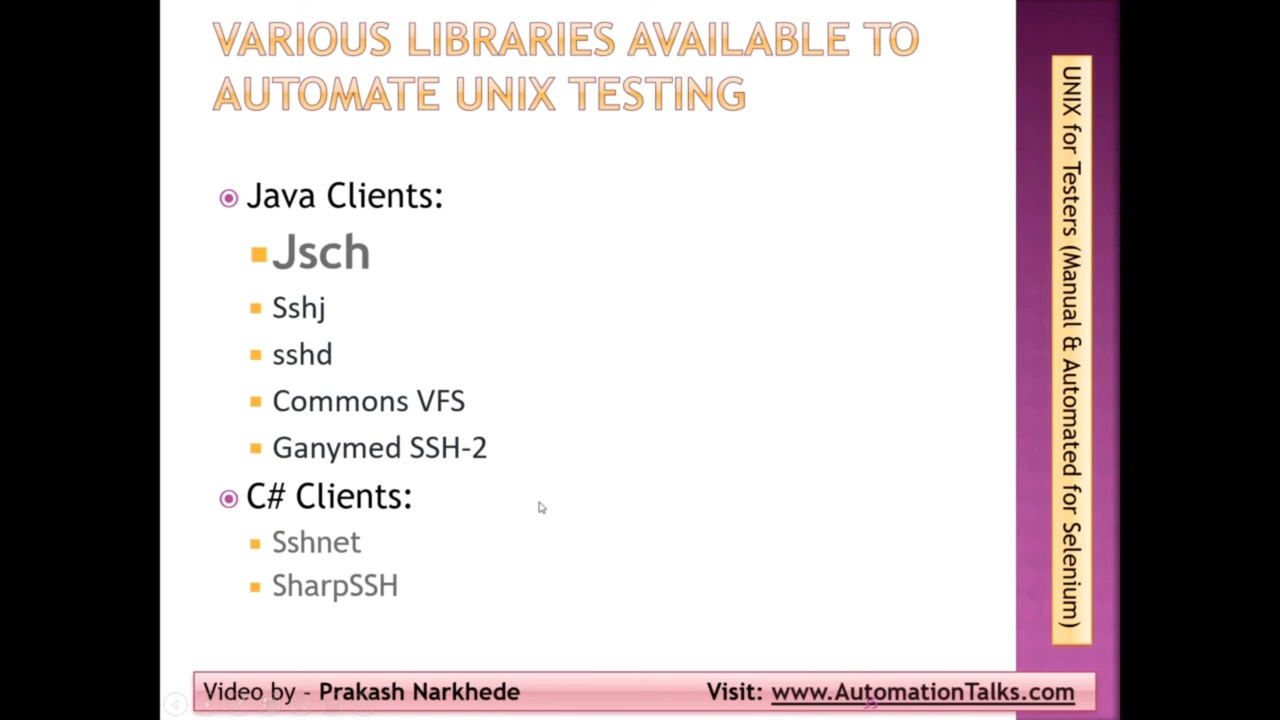 VARIOUS LIBRARIES AVAILABLE TO
AUTOMATE UNIX TESTING
Java Clients:
Jsch
Sshj
sshd
Commons VFS
Ganymed SSH-2
C# Clients:
Sshnet
SharpSSH
UNIX for Testers (Manual & Automated for Selenium)
Video by - Prakash Narkhede
Visit: www.AutomationTalks.com